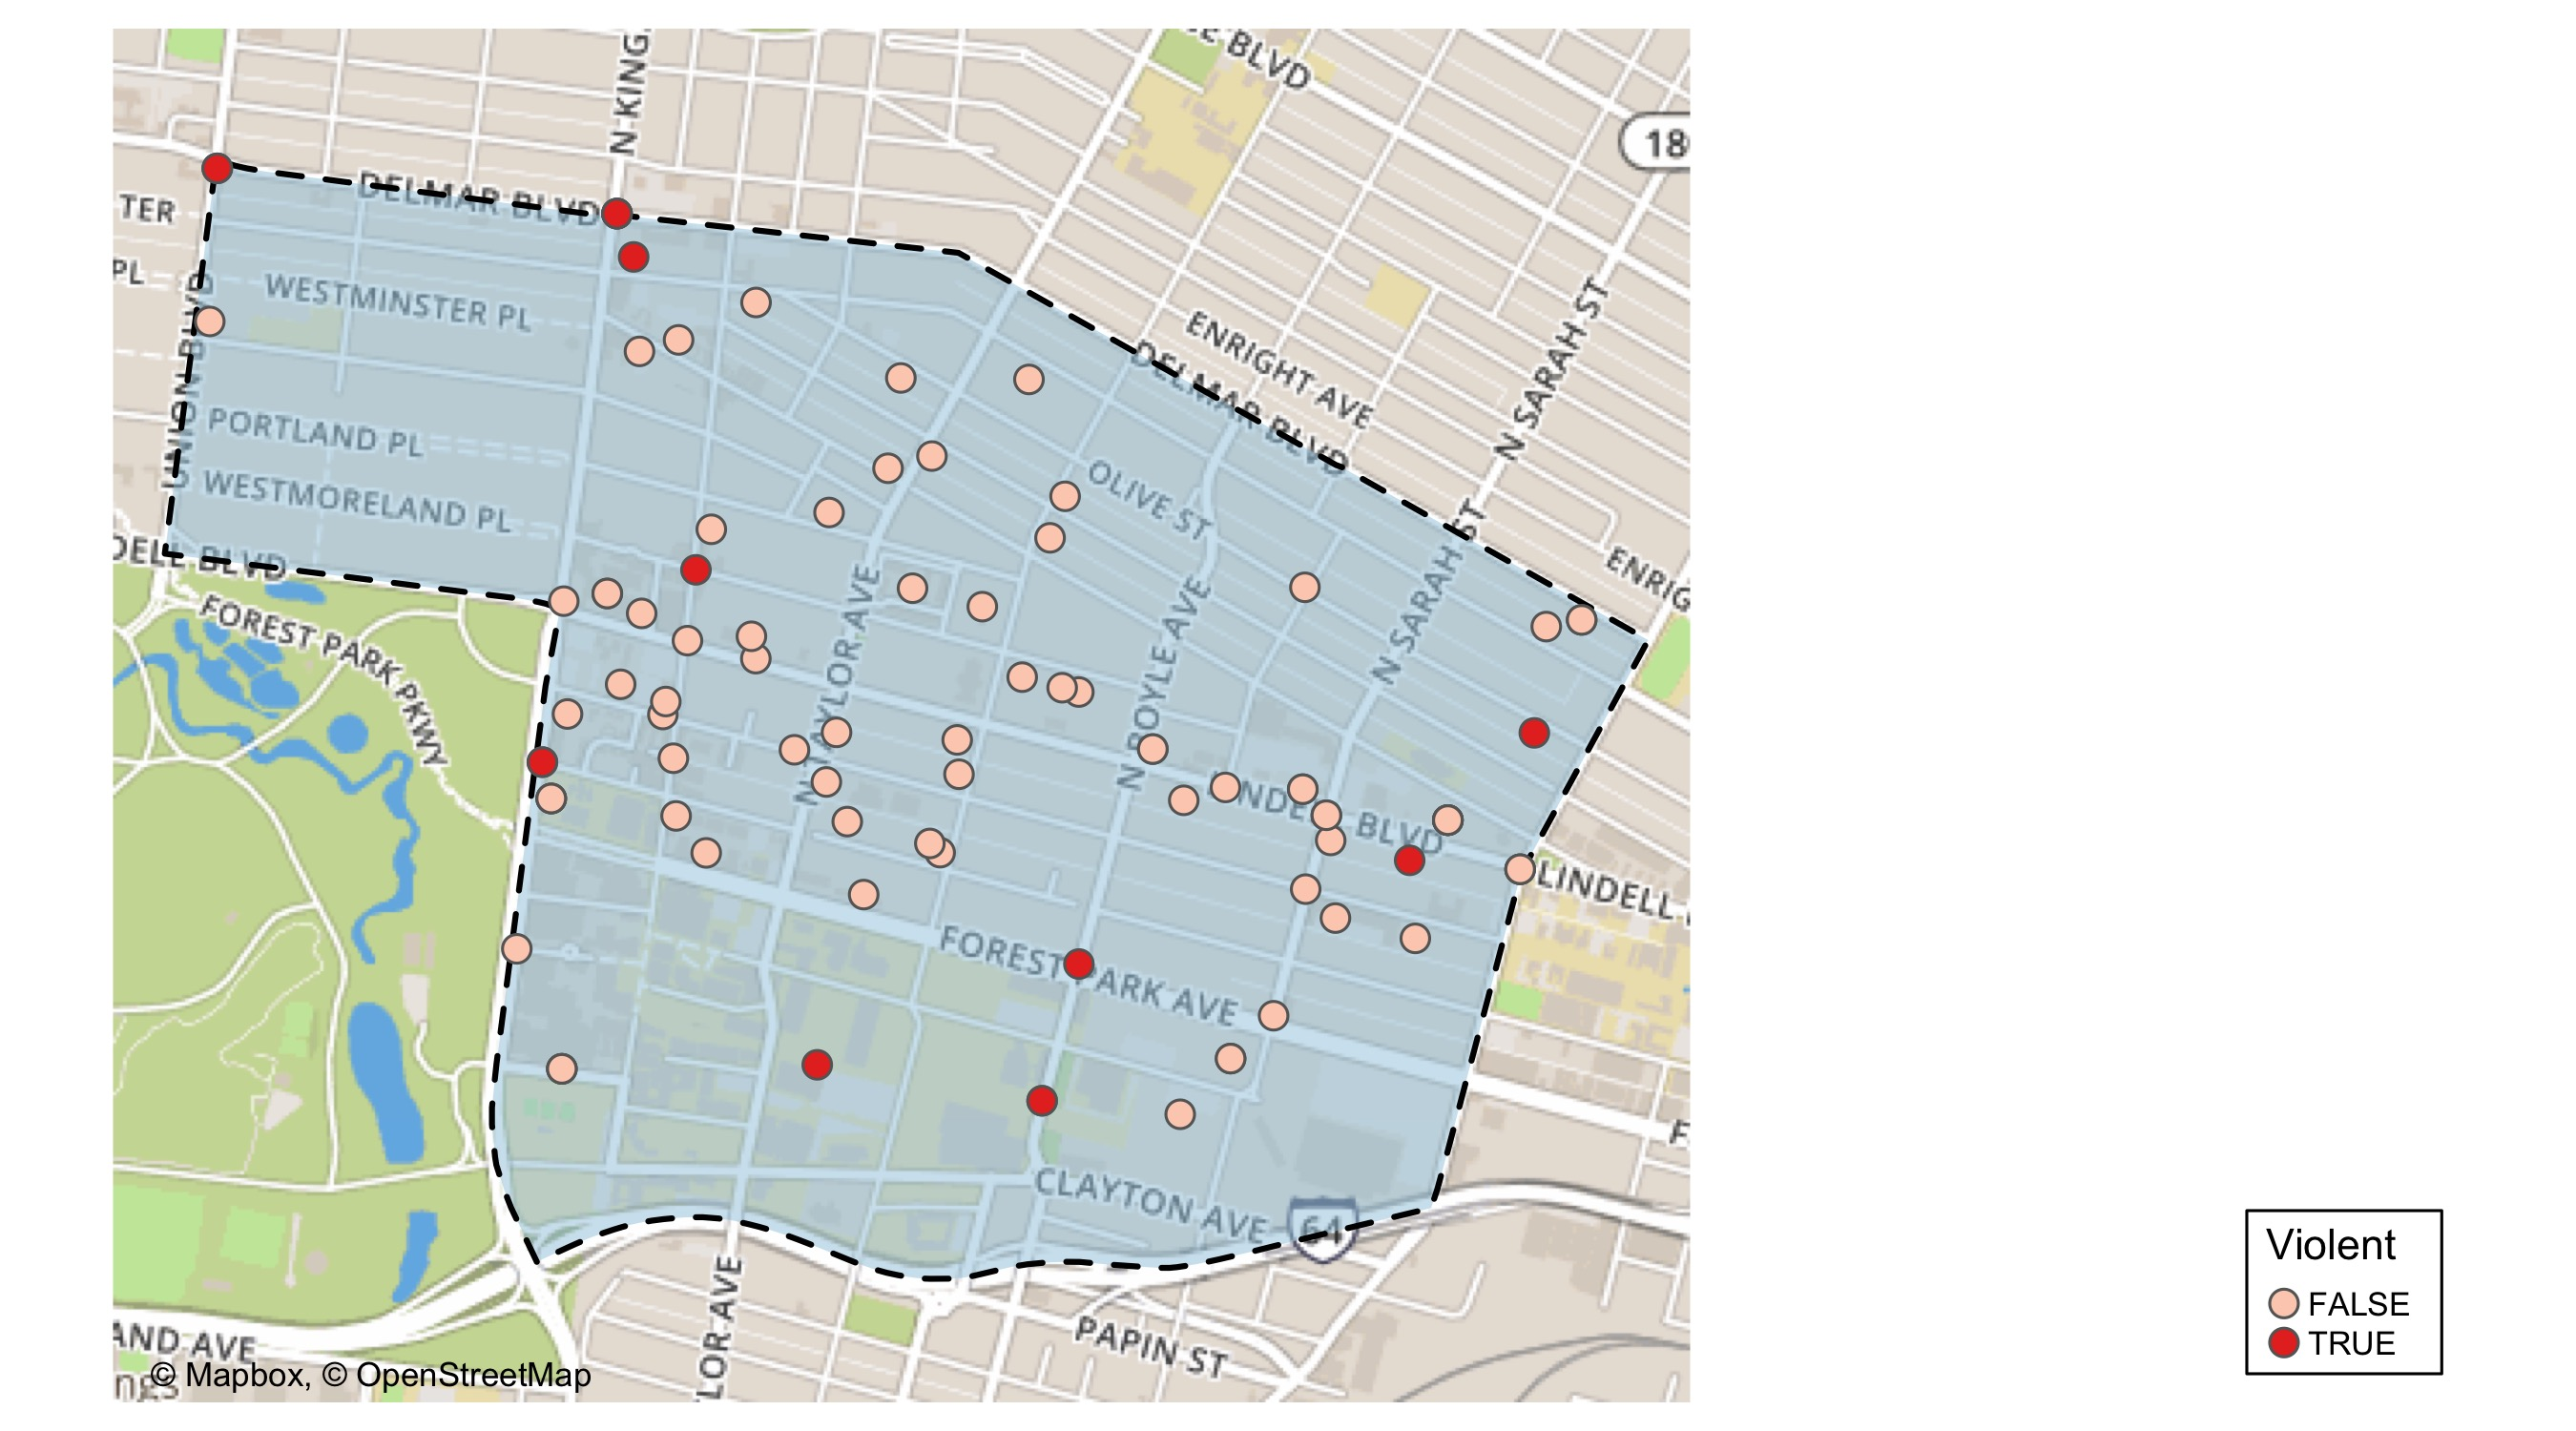 BLVD
N KING
18
TER
DELMAR BLVD
PL
WESTMINSTER PL
ENRIGHT AVE
N SARAH ST
UNION BLVD
DELMAR BLVD
PORTLAND PL
OLIVE ST
WESTMORELAND PL
DELL BLVD
ENRIG
FOREST PARK PKWY
N TAYLOR AVE
N BOYLE AVE
N SARAH ST
LINDELL BLVD
LINDELL
FOREST PARK AVE
F
CLAYTON AVE
64
LOR AVE
PAPIN ST
AND AVE
© Mapbox, © OpenStreetMap
Violent
FALSE
TRUE